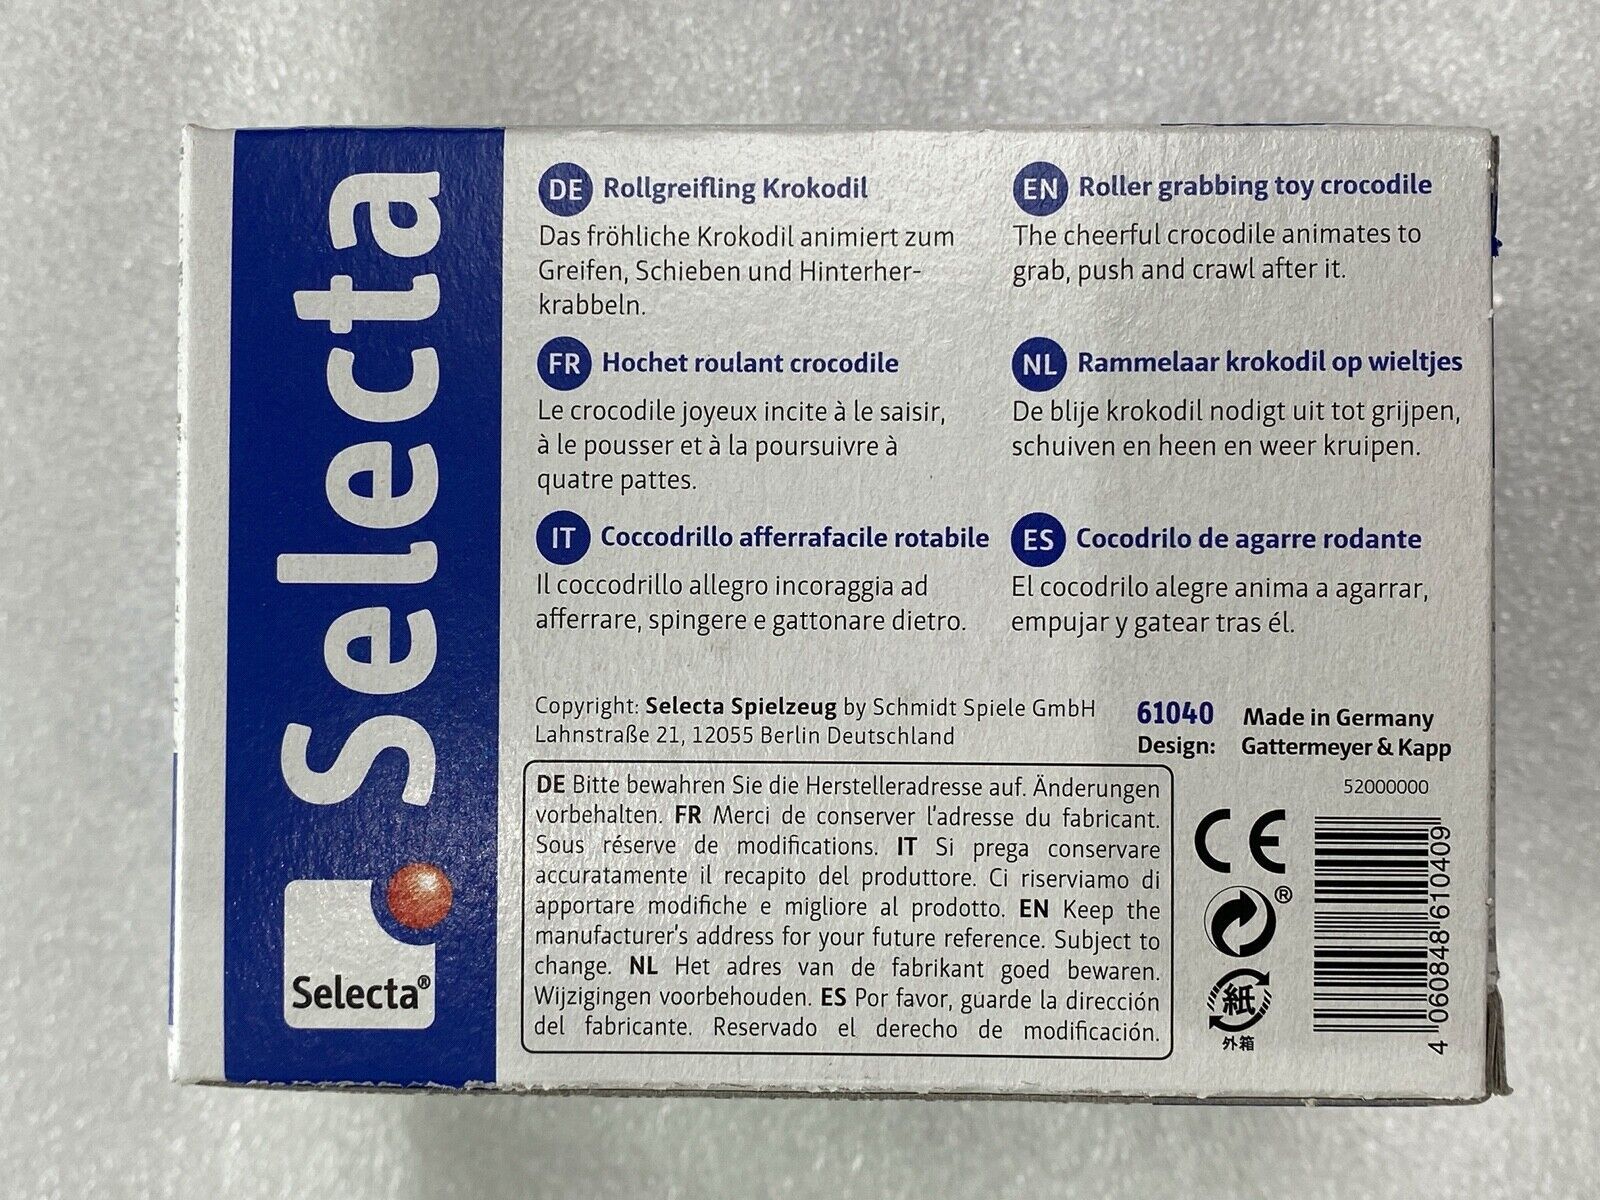 Selecta
Selecta®
DE Rollgreifling Krokodil
Das fröhliche Krokodil animiert zum
Greifen, Schieben und Hinterher-
krabbeln.
EN Roller grabbing toy crocodile
The cheerful crocodile animates to
grab, push and crawl after it.
FR Hochet roulant crocodile
Le crocodile joyeux incite à le saisir,
à le pousser et à la poursuivre à
quatre pattes.
NL Rammelaar krokodil op wieltjes
De blije krokodil nodigt uit tot grijpen,
schuiven en heen en weer kruipen.
IT Coccodrillo afferrafacile rotabile
Il coccodrillo allegro incoraggia ad
afferrare, spingere e gattonare dietro.
ES Cocodrilo de agarre rodante
El cocodrilo alegre anima a agarrar,
empujar y gatear tras él.
Copyright: Selecta Spielzeug by Schmidt Spiele GmbH
Lahnstraße 21, 12055 Berlin Deutschland
61040 Made in Germany
Design: Gattermeyer & Kapp
52000000
DE Bitte bewahren Sie die Herstelleradresse auf. Änderungen
vorbehalten. FR Merci de conserver l'adresse du fabricant.
Sous réserve de modifications. IT Si prega conservare
accuratamente il recapito del produttore. Ci riserviamo di
apportare modifiche e migliore al prodotto. EN Keep the
manufacturer's address for your future reference. Subject to
change. NL Het adres van de fabrikant goed bewaren.
Wijzigingen voorbehouden. ES Por favor, guarde la dirección
del fabricante. Reservado el derecho de modificación.
CE
®
紙
外箱
4 060848 610409